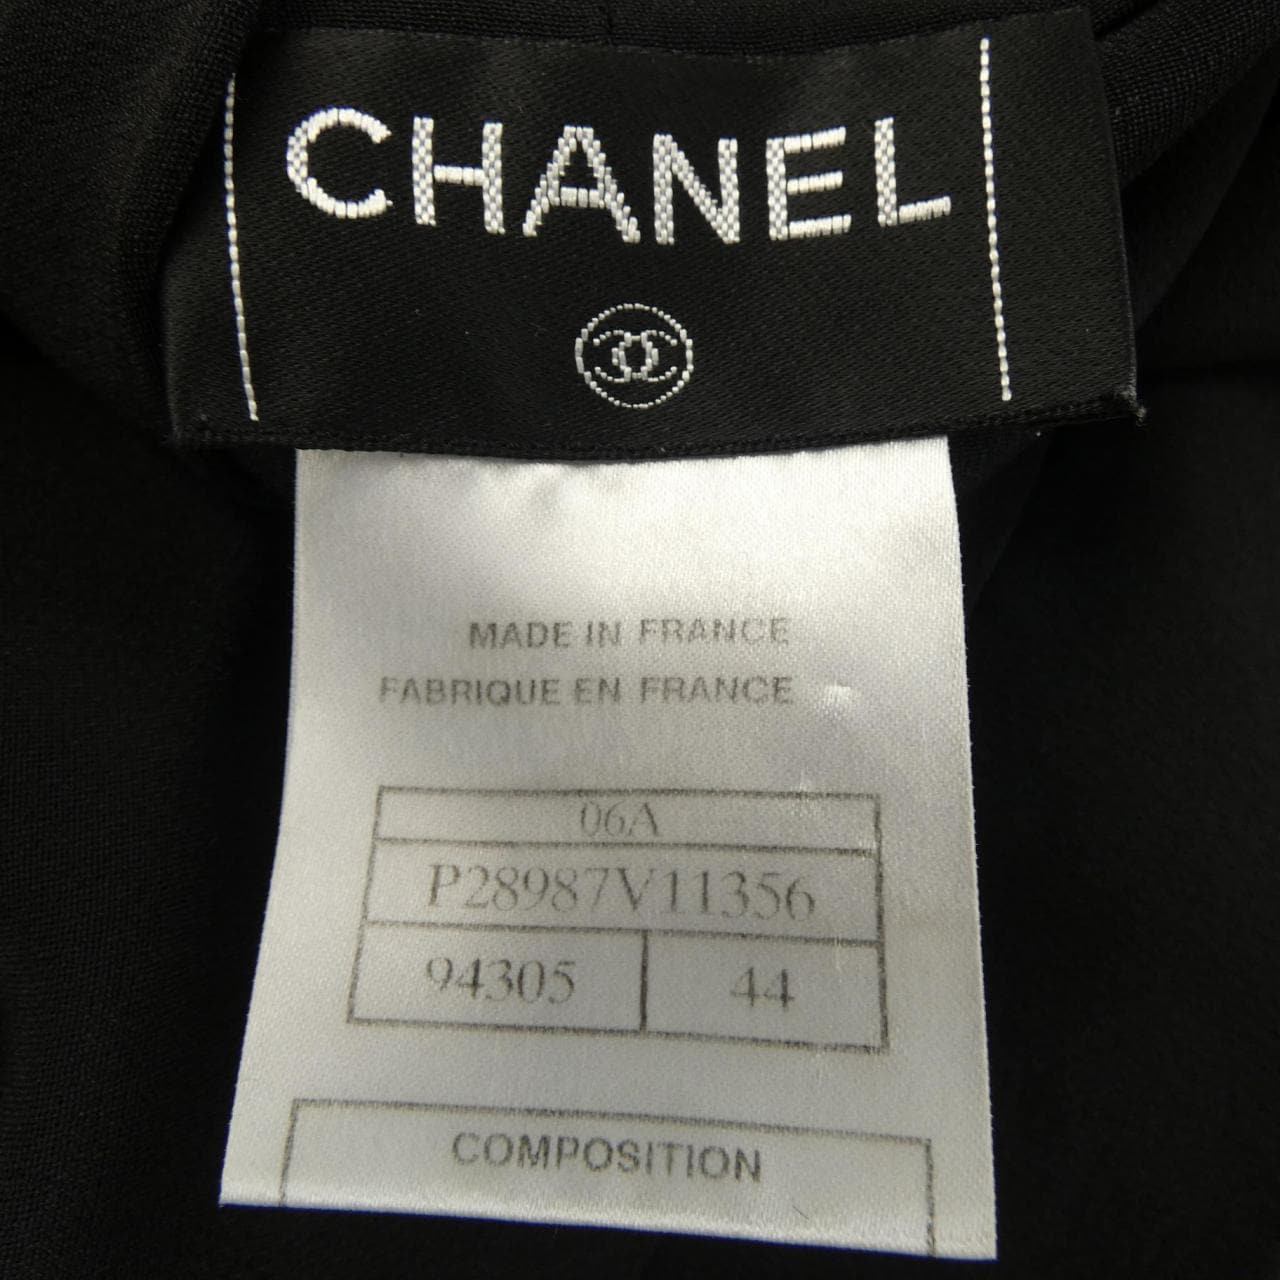 CHANEL
MADE IN FRANCE
FABRIQUE EN FRANCE
06A
P28987V11356
94305 44
COMPOSITION